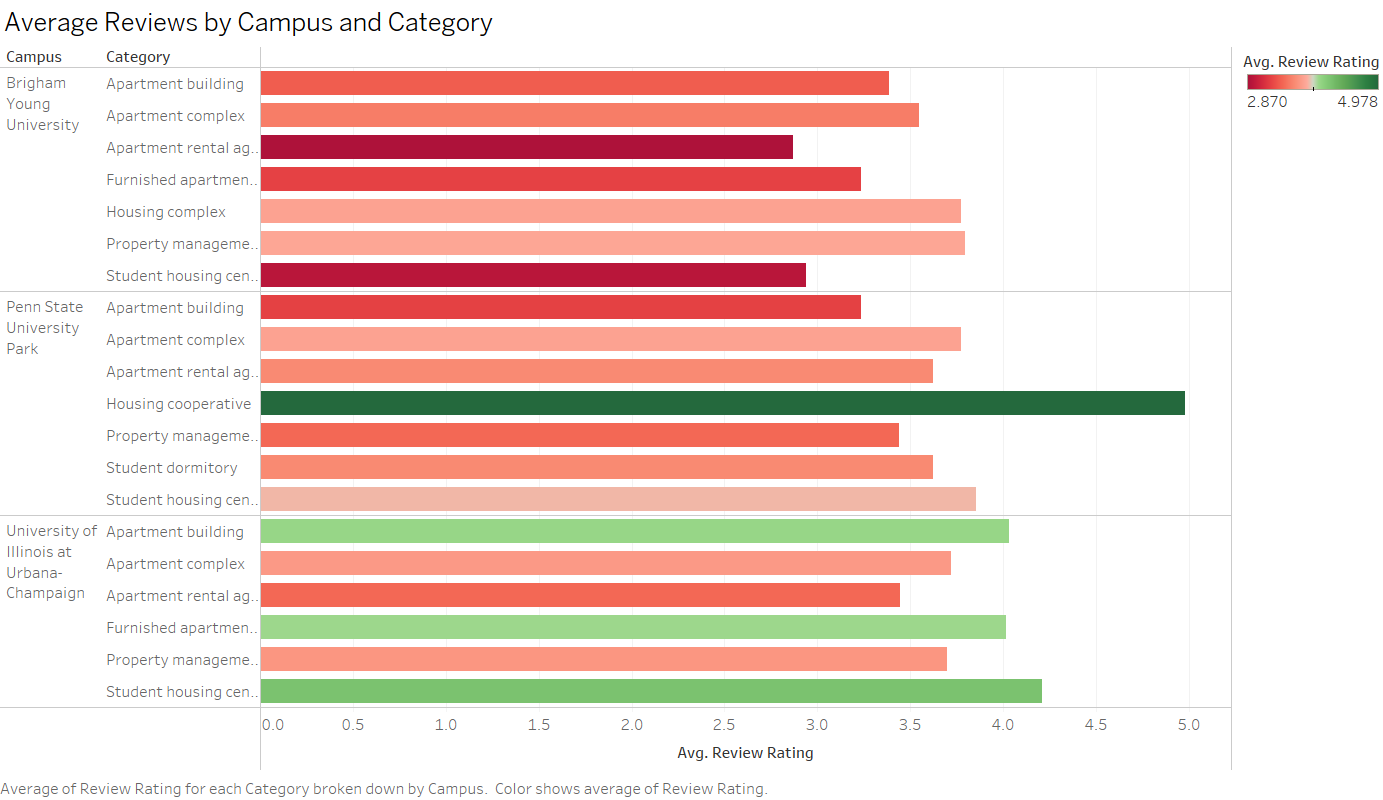 Average Reviews by Campus and Category
Campus Category
Avg. Review Rating
2.870 4.978
Brigham
Young
University
Apartment building
Apartment complex
Apartment rental ag..
Furnished apartmen..
Housing complex
Property manageme..
Student housing cen..
Penn State
University
Park
Apartment building
Apartment complex
Apartment rental ag..
Housing cooperative
Property manageme..
Student dormitory
Student housing cen..
University of
Illinois at
Urbana-
Champaign
Apartment building
Apartment complex
Apartment rental ag..
Furnished apartmen..
Property manageme..
Student housing cen..
0.0 0.5 1.0 1.5 2.0 2.5 3.0 3.5 4.0 4.5 5.0
Avg. Review Rating
Average of Review Rating for each Category broken down by Campus.  Color shows average of Review Rating.